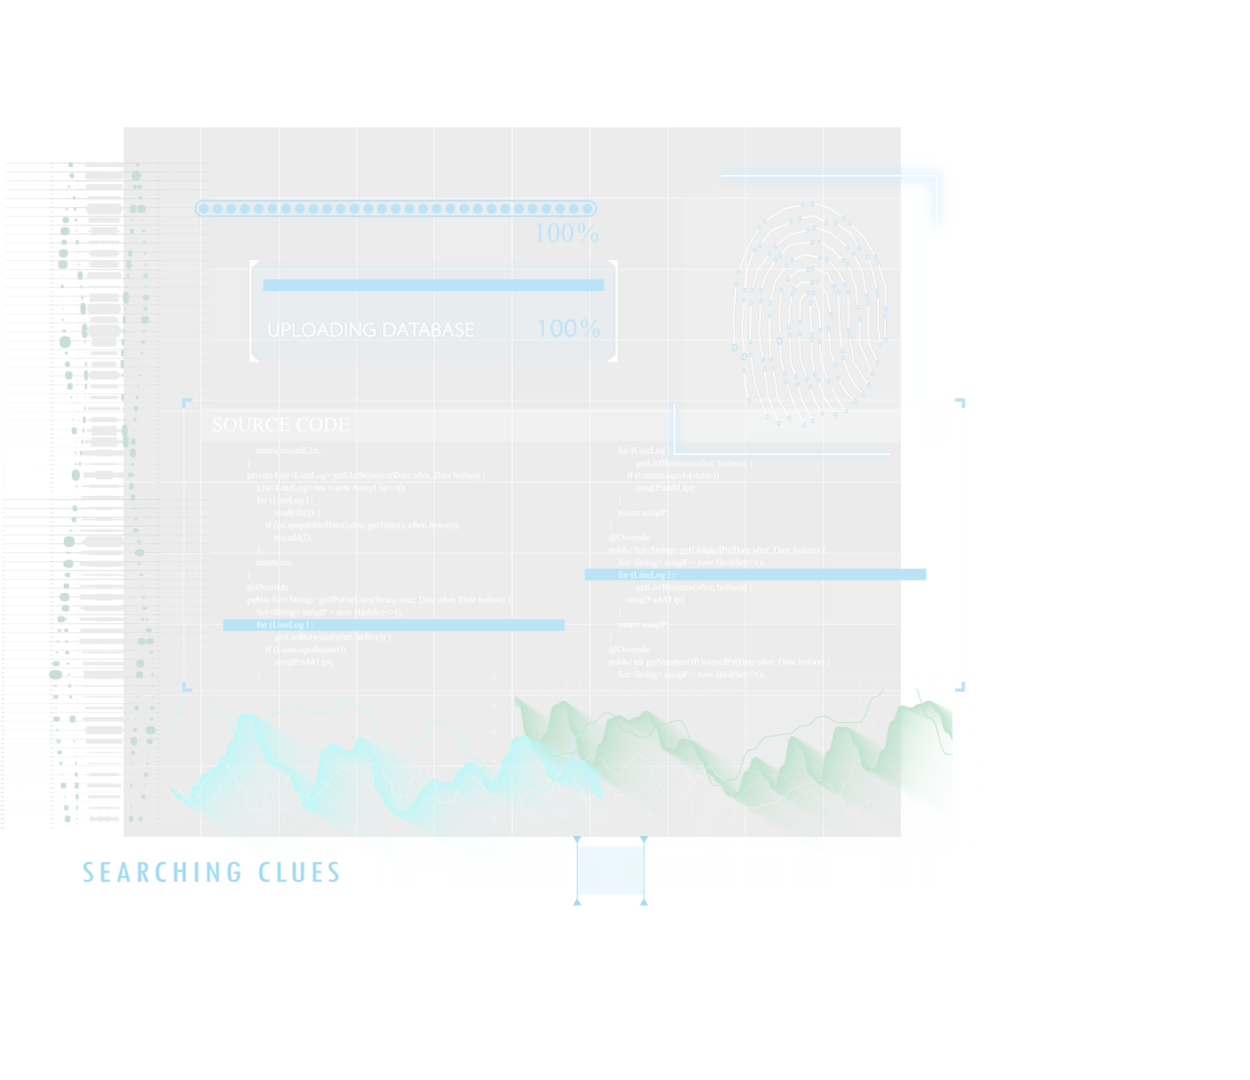 100%
UPLOADING DATABASE 100%
SOURCE CODE
return recordList;
}
private List<LineLog> getListBetween(Date after, Date before) {
List<LineLog> res = new ArrayList<>();
for (LineLog l :
readFile()) {
if (isCompatibleDate(l.date.getTime(), after, before))
res.add(l);
}
return res;
}
@Override
public Set<String> getIPsForUser(String user, Date after, Date before) {
Set<String> uniqIP = new HashSet<>();
for (LineLog l :
getListBetween(after, before)) {
uniqIP.add(l.ip);
}
for (LineLog l
getListBetween(after, before)) {
if (l.status.equals(status))
uniqIP.add(l.ip);
}
return uniqIP;
}
@Override
public Set<String> getUniqueIPs(Date after, Date before) {
Set<String> uniqIP = new HashSet<>();
for (LineLog l :
getListBetween(after, before)) {
uniqIP.add(l.ip);
}
return uniqIP;
}
@Override
public int getNumberOfUniqueIPs(Date after, Date before) {
Set<String> uniqIP = new HashSet<>();
SEARCHING CLUES